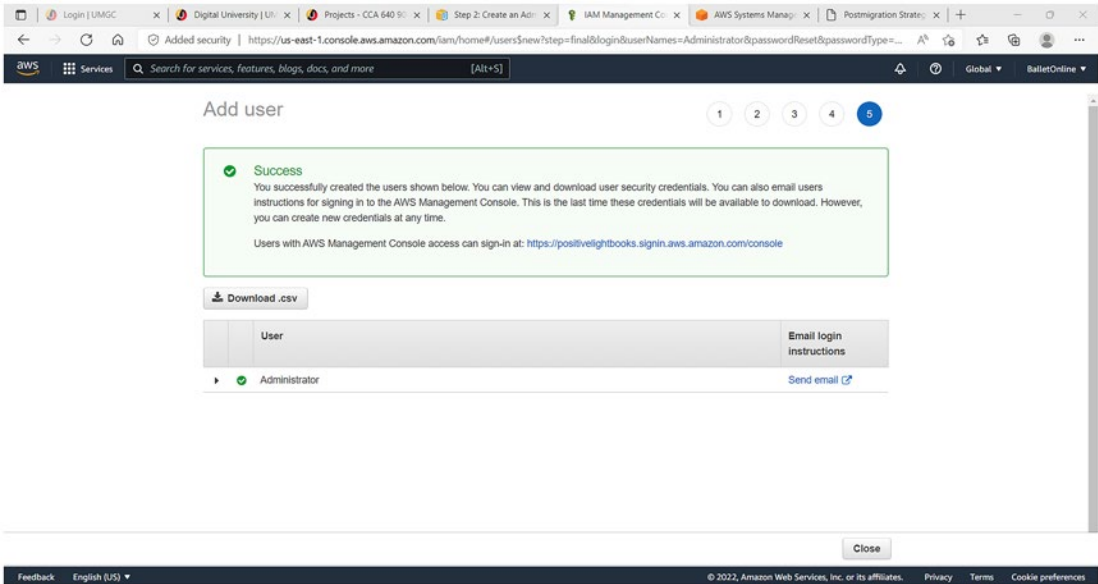 Login | UMGC
Digital University | UM
Projects - CCA 640 90
Step 2: Create an Adm
IAM Management Co
AWS Systems Manag
Postmigration Strateg
Added security | https://us-east-1.console.aws.amazon.com/iam/home#/users$new?step=final&login&userNames=Administrator&passwordReset&passwordType=...
aws Services Search for services, features, blogs, docs, and more [Alt+S] Global ▼ BalletOnline ▼
Add user
1 2 3 4 5
Success
You successfully created the users shown below. You can view and download user security credentials. You can also email users
instructions for signing in to the AWS Management Console. This is the last time these credentials will be available to download. However,
you can create new credentials at any time.
Users with AWS Management Console access can sign-in at: https://positivelightbooks.signin.aws.amazon.com/console
Download .csv
User
Email login
instructions
Administrator
Send email
Close
Feedback English (US) ▼ © 2022, Amazon Web Services, Inc. or its affiliates. Privacy Terms Cookie preferences